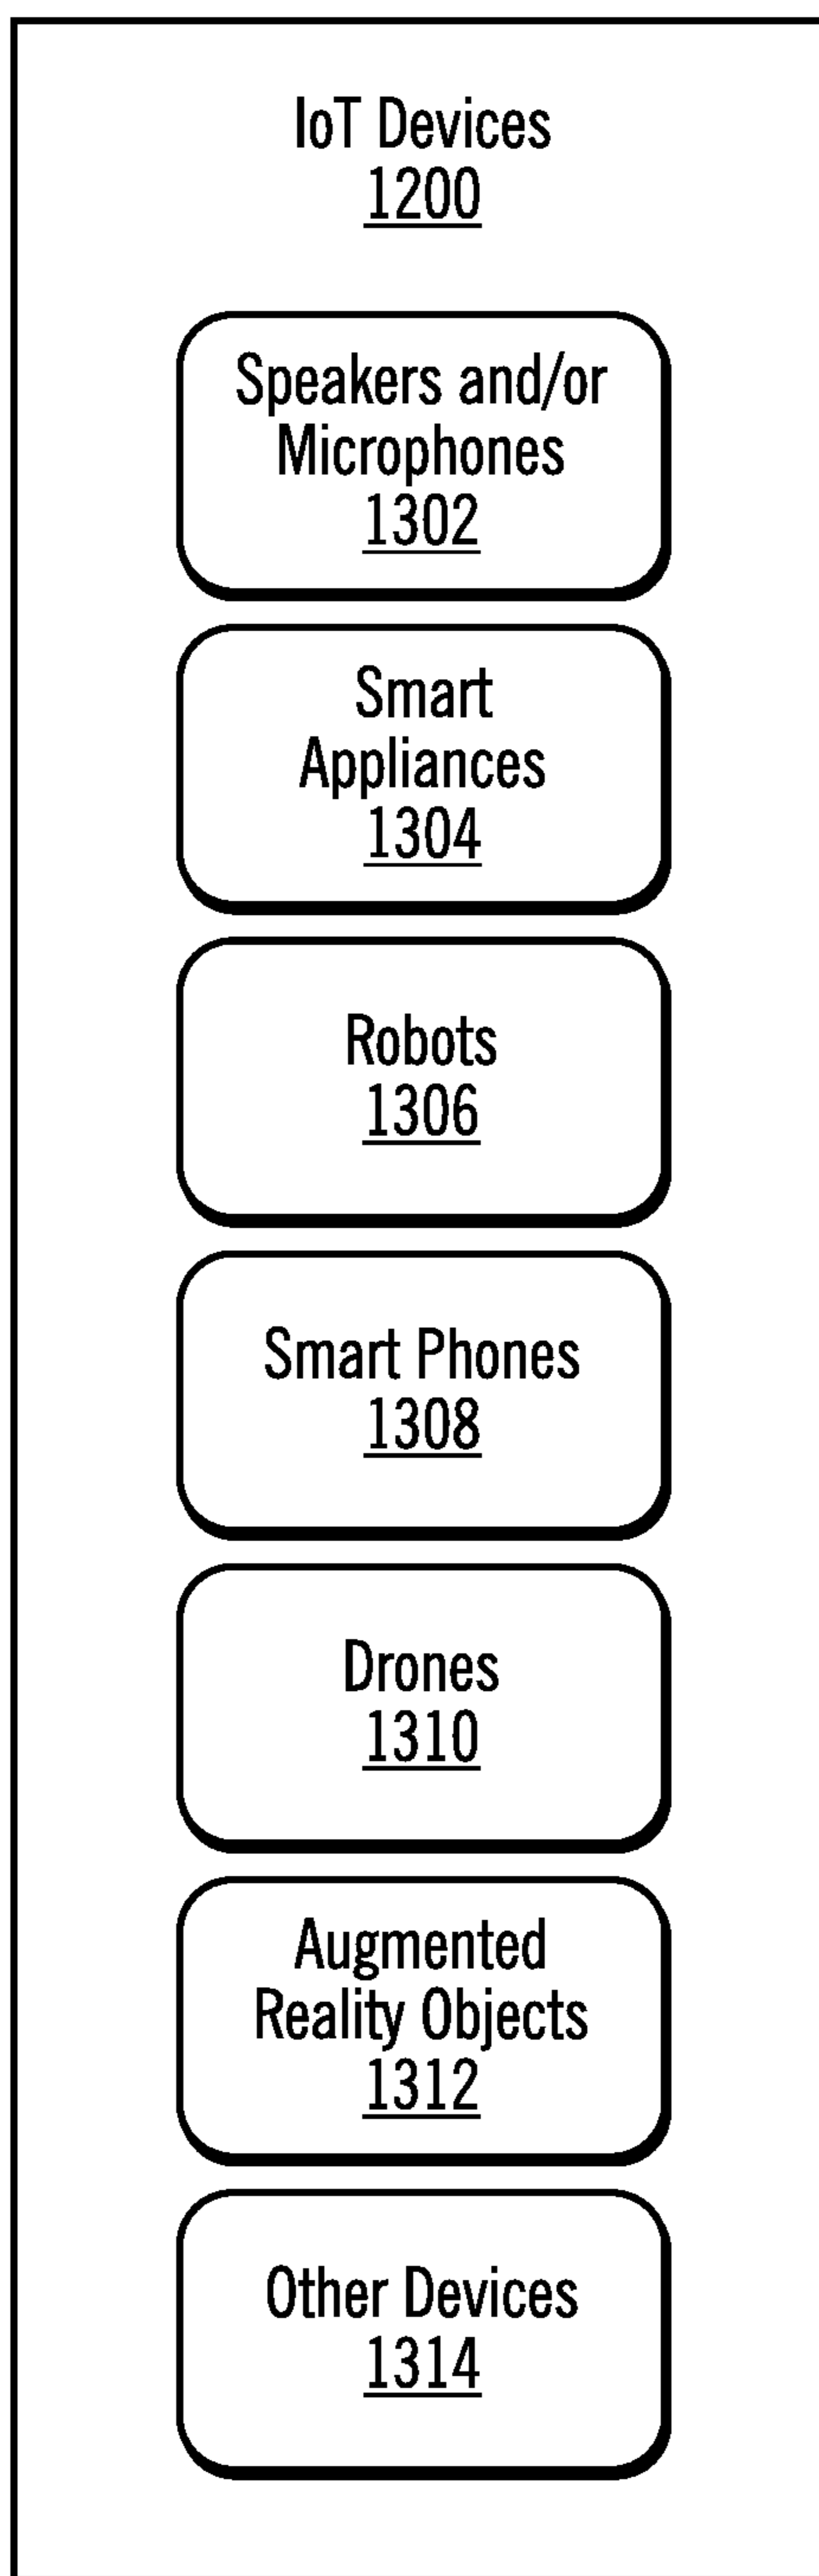 IoT Devices
1200
Speakers and/or
Microphones
1302
Smart
Appliances
1304
Robots
1306
Smart Phones
1308
Drones
1310
Augmented
Reality Objects
1312
Other Devices
1314